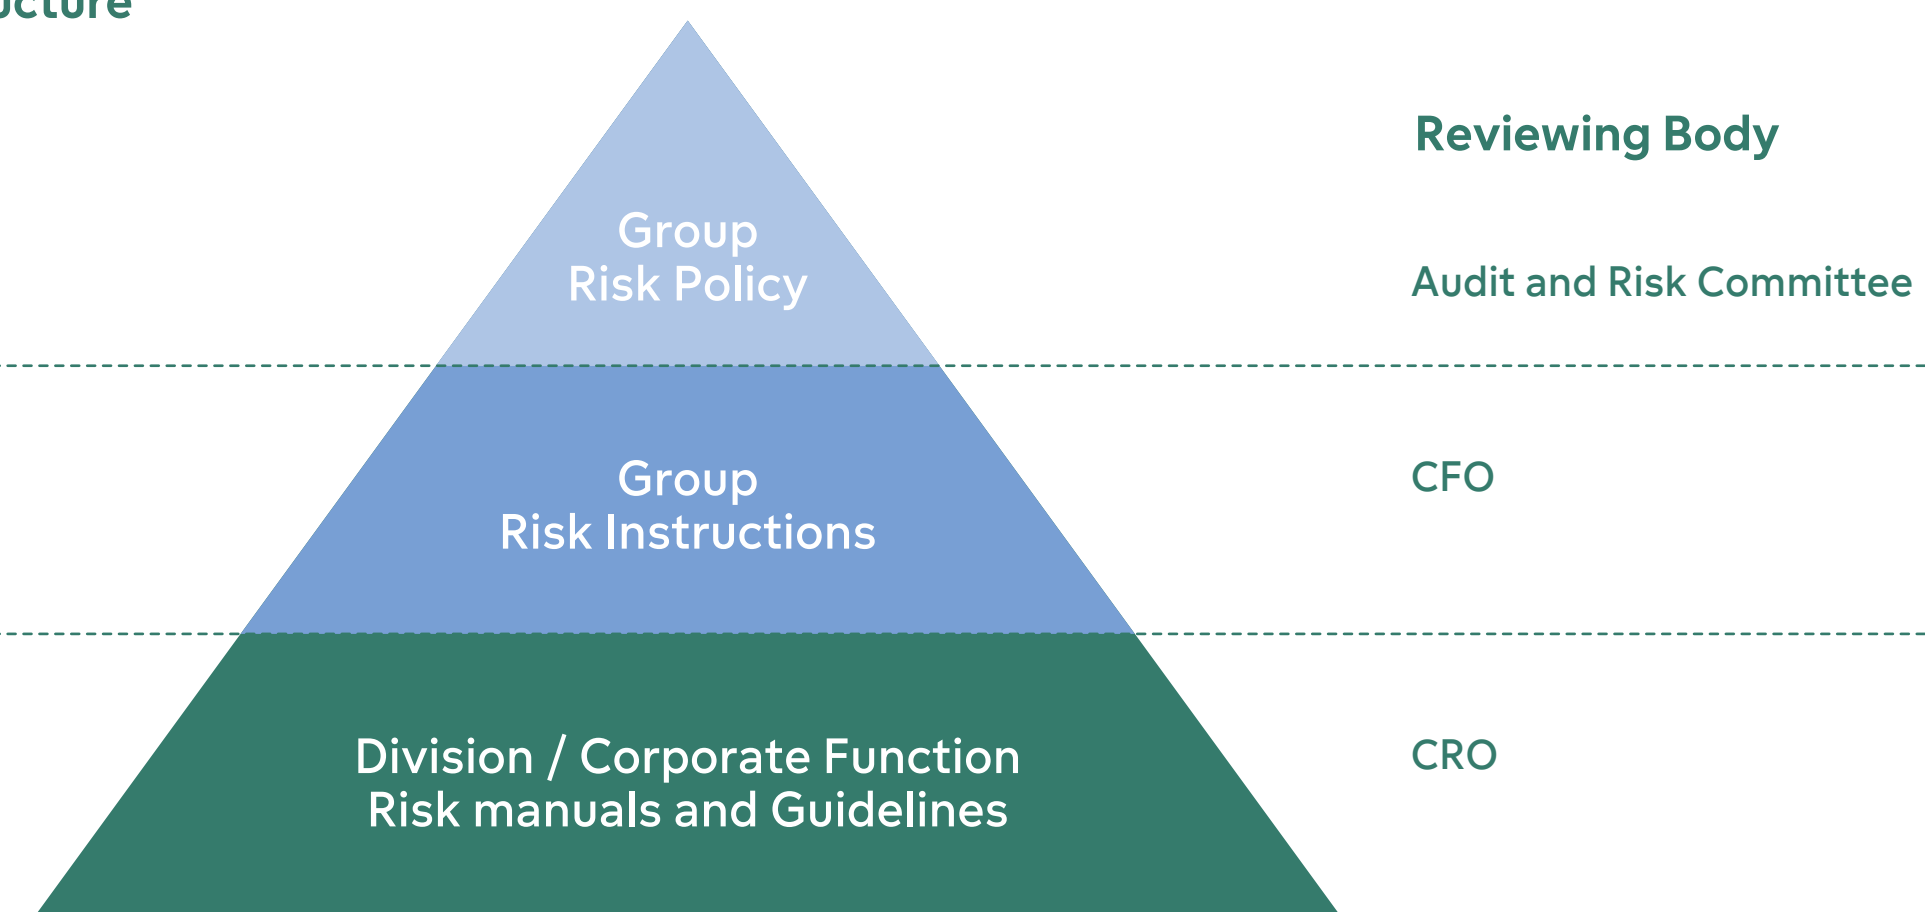 Reviewing Body
Group
Risk Policy
Audit and Risk Committee
Group
Risk Instructions
CFO
Division / Corporate Function
Risk manuals and Guidelines
CRO